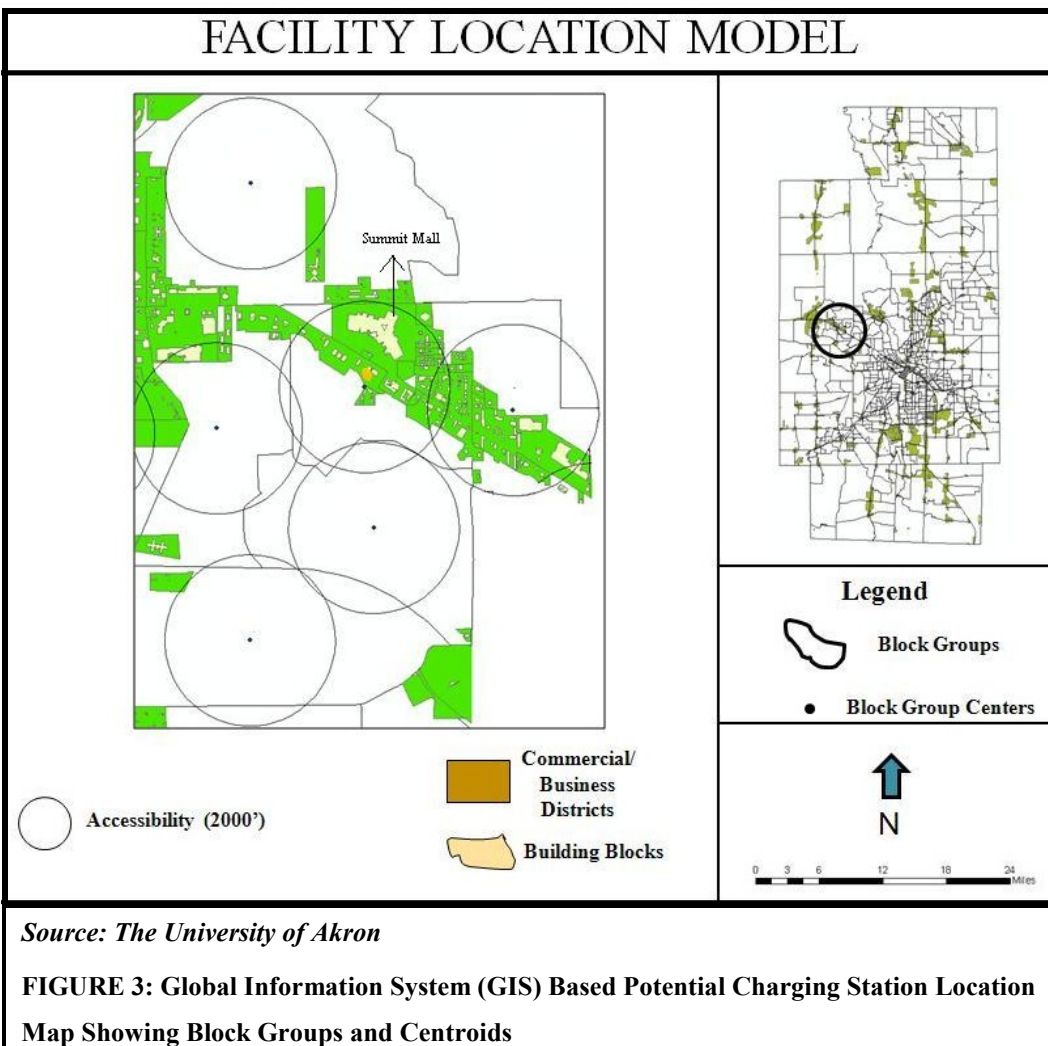 FACILITY LOCATION MODEL
Summit Mall
Legend
Block Groups
Block Group Centers
N
0 3 6 12 18 24
Miles
Accessibility (2000’)
Commercial/
Business
Districts
Building Blocks
Source: The University of Akron
FIGURE 3: Global Information System (GIS) Based Potential Charging Station Location
Map Showing Block Groups and Centroids